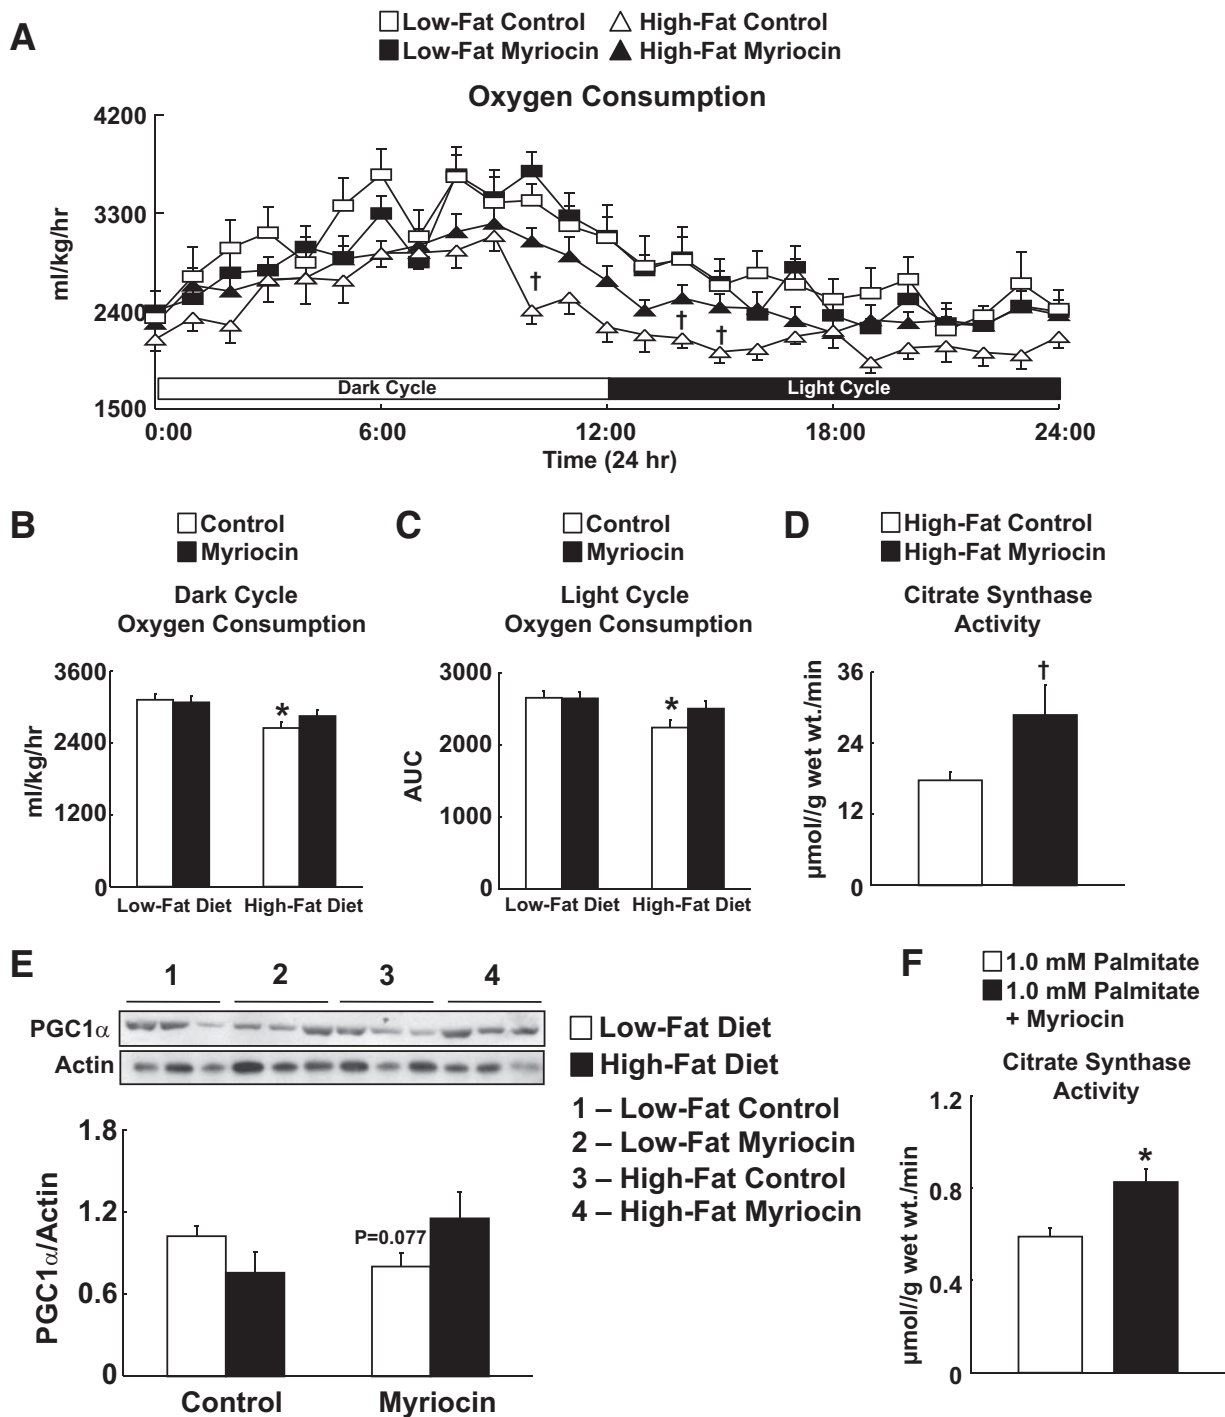 A
Low-Fat Control
High-Fat Control
Low-Fat Myriocin
High-Fat Myriocin
Oxygen Consumption
4200
3300
2400
1500
ml/kg/hr
†
†
†
Dark Cycle
Light Cycle
0:00
6:00
12:00
18:00
24:00
Time (24 hr)
B
Control
Myriocin
Dark Cycle
Oxygen Consumption
3600
2400
1200
0
ml/kg/hr
*
Low-Fat Diet
High-Fat Diet
C
Control
Myriocin
Light Cycle
Oxygen Consumption
3000
2000
1000
0
AUC
*
Low-Fat Diet
High-Fat Diet
D
High-Fat Control
High-Fat Myriocin
Citrate Synthase
Activity
36
24
12
0
µmol//g wet wt./min
†
E
1
2
3
4
PGC1α
Actin
Low-Fat Diet
High-Fat Diet
1 – Low-Fat Control
2 – Low-Fat Myriocin
3 – High-Fat Control
4 – High-Fat Myriocin
1.8
1.2
0.6
0
PGC1α/Actin
P=0.077
Control
Myriocin
F
1.0 mM Palmitate
1.0 mM Palmitate
+ Myriocin
Citrate Synthase
Activity
1.2
0.8
0.4
0
µmol//g wet wt./min
*